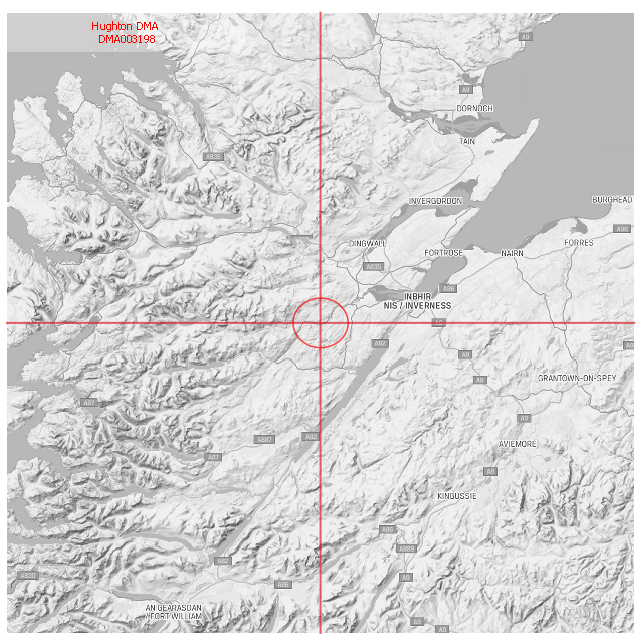 Hughton DMA
DMA003198
A9
A9
DORNOCH
TAIN
A835
INVERGORDON
BURGHEAD
A96
DINGWALL
FORTROSE
NAIRN
FORRES
A835
A96
INBHIR
NIS / INVERNESS
A82
A9
A9
GRANTOWN-ON-SPEY
A87
A9
A82
A887
AVIEMORE
A87
A9
KINGUSSIE
A86
A889
A82
A830
A86
A9
AN GEARASDAN
/ FORT WILLIAM
A9
A9